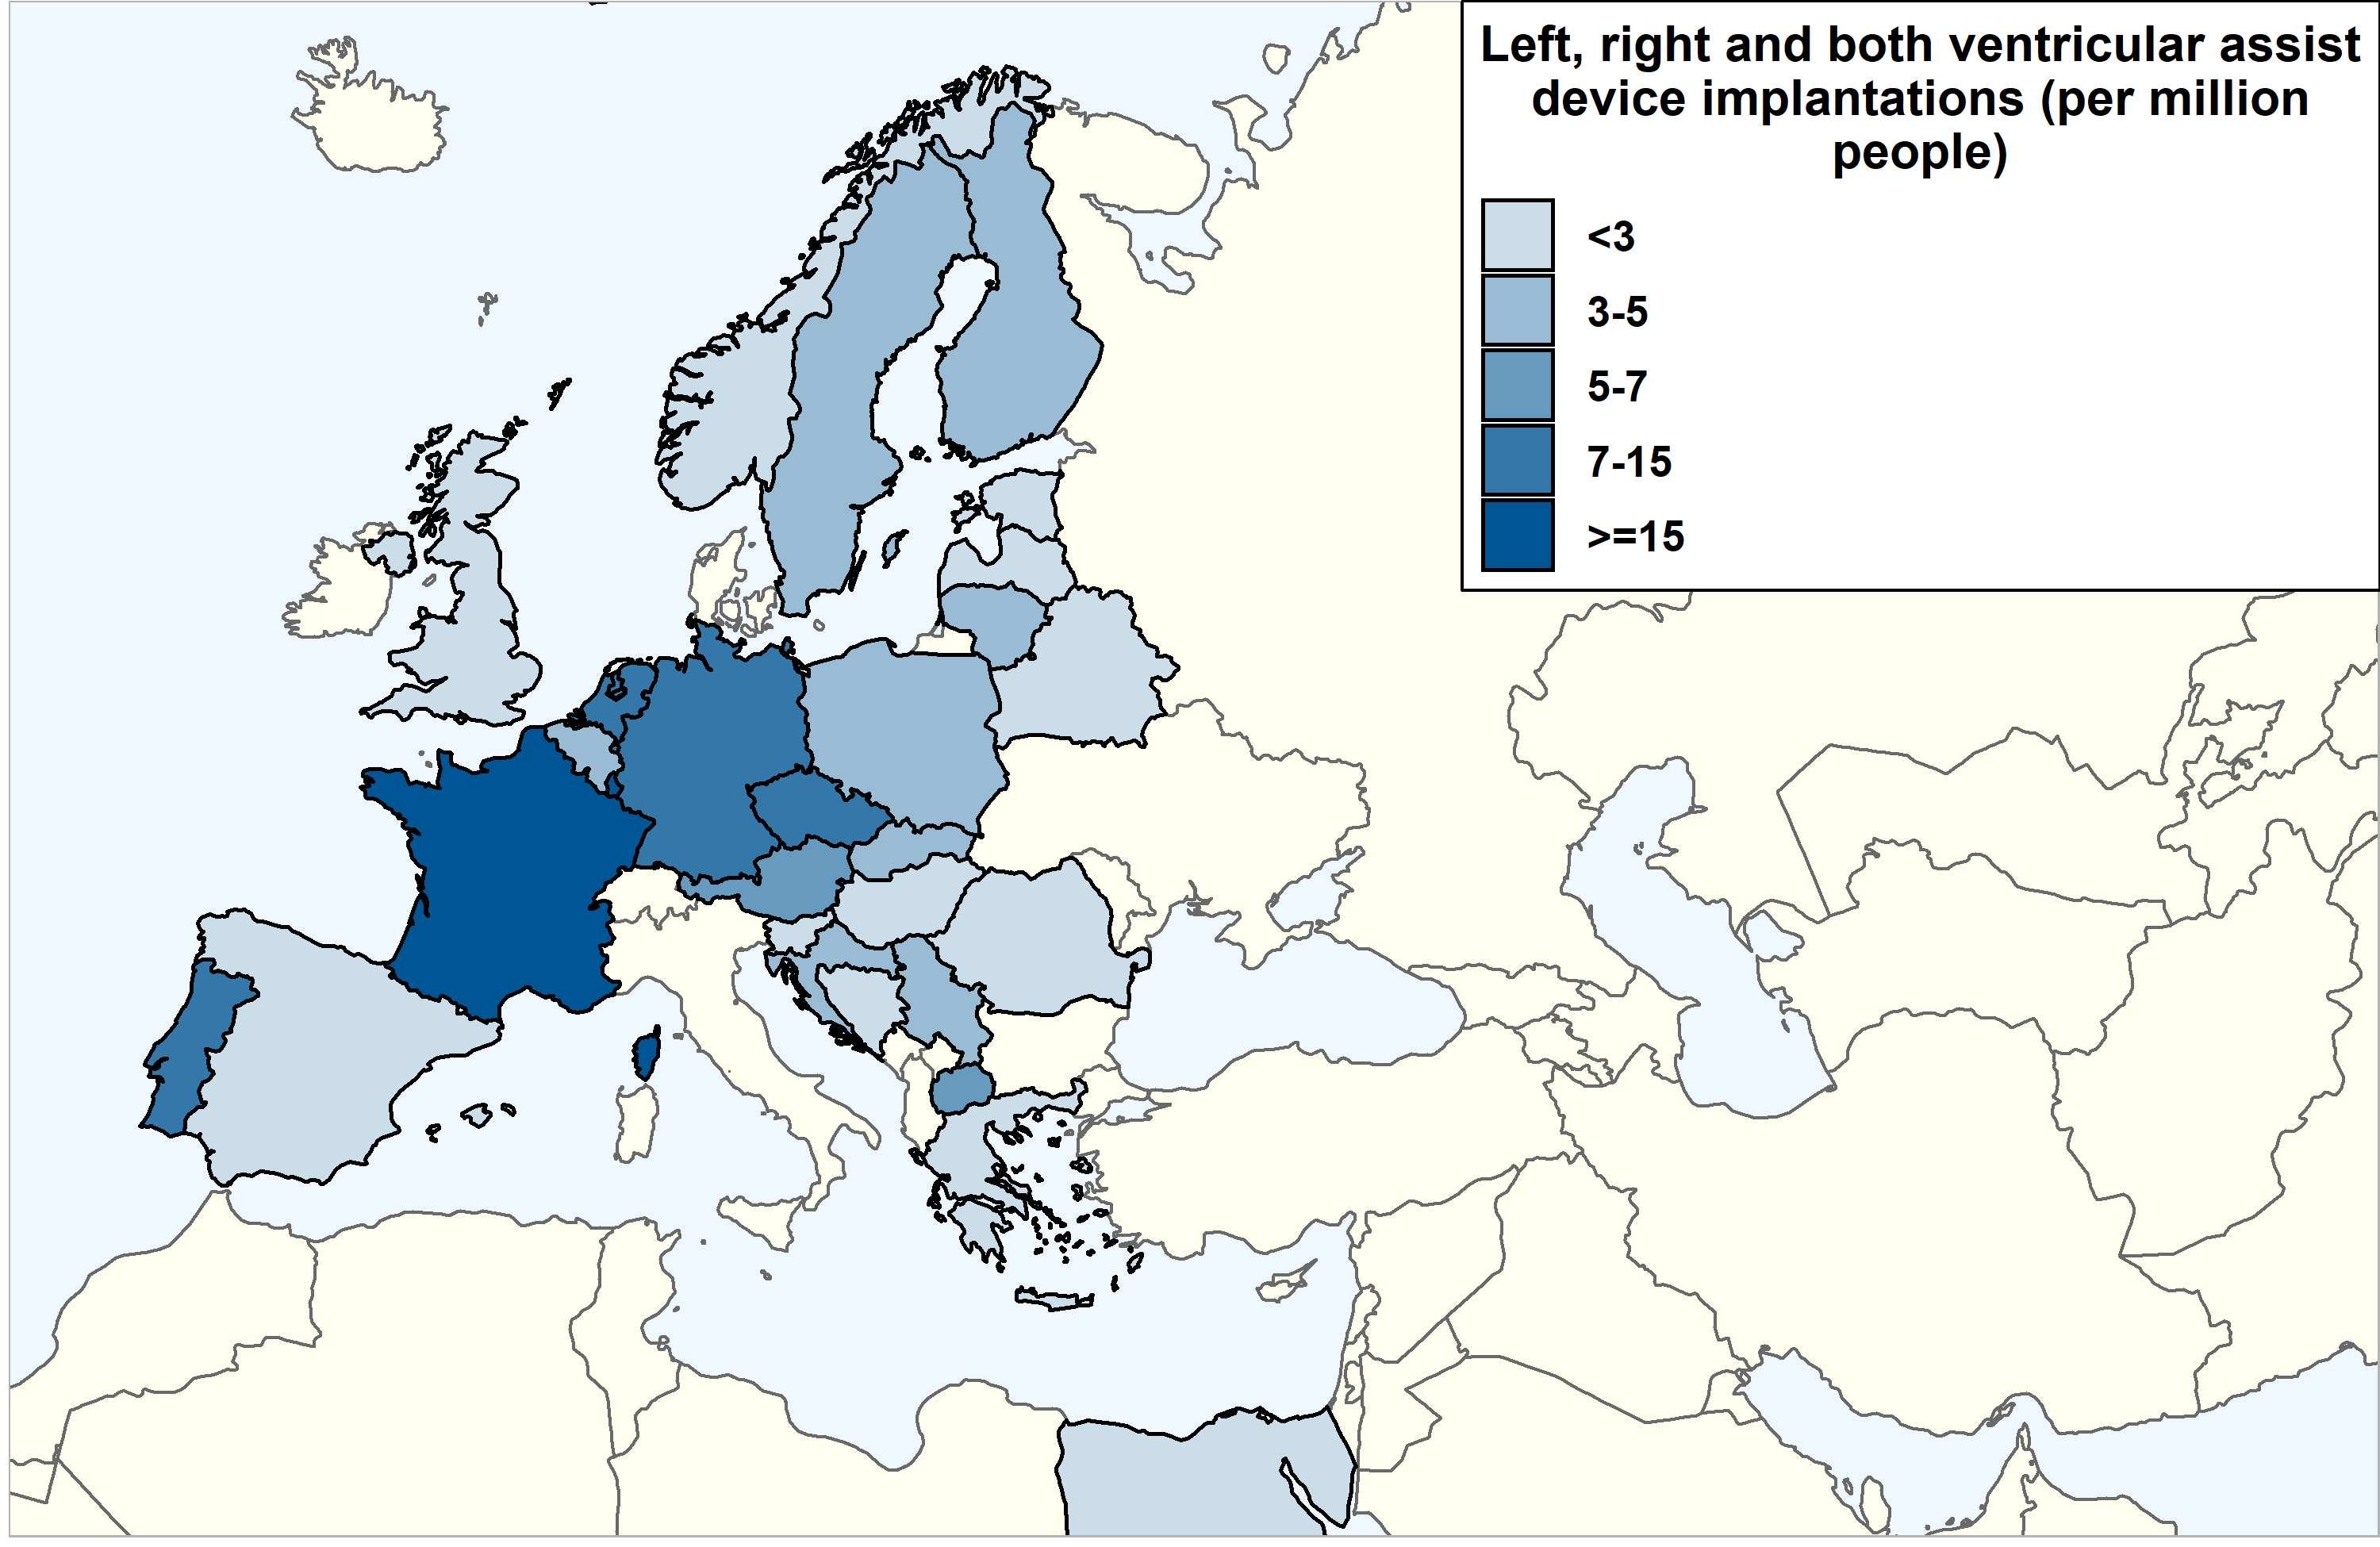 Left, right and both ventricular assist
device implantations (per million
people)
<3
3-5
5-7
7-15
>=15